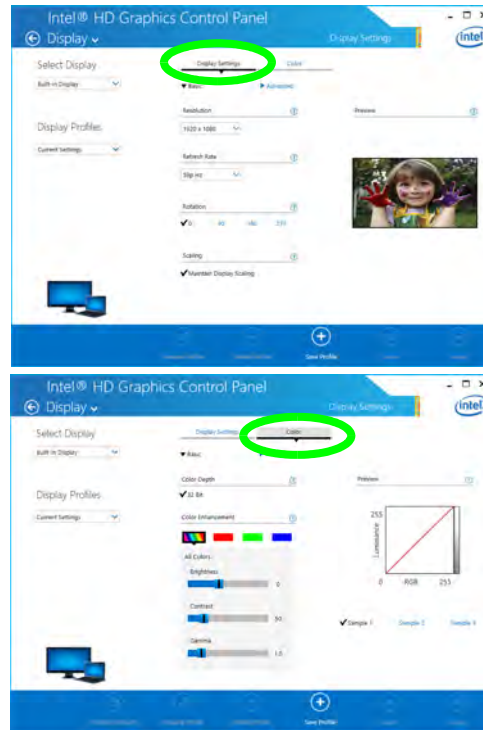 Intel® HD Graphics Control Panel
Display
Display Settings
intel
Select Display
Display Settings
Color
Built-in Display
Basic
Advanced
Resolution
Preview
1920 x 1080
Display Profiles
Current Settings
Refresh Rate
Rotation
0
90
180
Scaling
Maintain Display Scaling
Save Profile
Intel® HD Graphics Control Panel
Display
Display Settings
intel
Select Display
Display Settings
Color
Built-in Display
Basic
Color Depth
Preview
32 Bit
Display Profiles
Current Settings
Color Enhancement
255
Luminance
All Colors
Brightness
0
0 RGB 255
Contrast
50
Sample 1
Sample 2
Gamma
1.0
Save Profile